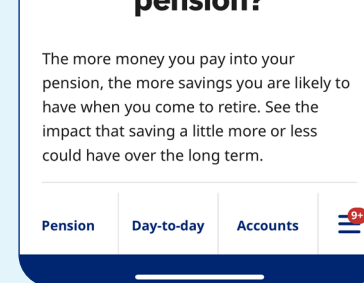 pension?
The more money you pay into your
pension, the more savings you are likely to
have when you come to retire. See the
impact that saving a little more or less
could have over the long term.
Pension Day-to-day Accounts 9+